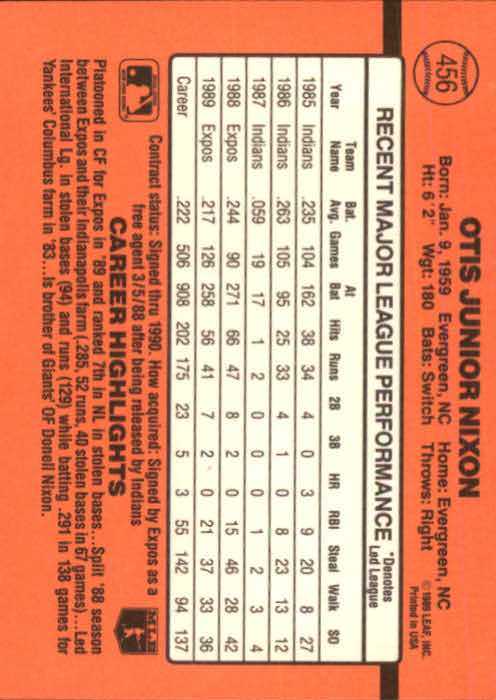 456
OTIS JUNIOR NIXON
Born: Jan. 9, 1959 Evergreen, NC Home: Evergreen, NC
Ht: 6' 2" Wgt: 180 Bats: Switch Throws: Right
©1989 LEAF, INC.
Printed in USA
RECENT MAJOR LEAGUE PERFORMANCE *Denotes Led League
Year Team Name Bat. Avg. Games At Bat Hits Runs 2B 3B HR RBI Steal Walk SO
1985 Indians .235 104 162 38 34 4 0 3 9 20 8 27
1986 Indians .263 105 95 25 33 4 1 0 8 23 13 12
1987 Indians .059 19 17 1 2 0 0 0 1 2 3 4
1988 Expos .244 90 271 66 47 8 2 0 15 46 28 42
1989 Expos .217 126 258 56 41 7 2 0 21 37 33 36
Career .222 506 908 202 175 23 5 3 55 142 94 137
Contract status: Signed thru 1990. How acquired: Signed by Expos as a
free agent 3/5/88 after being released by Indians
MLB
CAREER HIGHLIGHTS
Platooned in CF for Expos in '89 and ranked 7th in NL in stolen bases...Split '88 season
between Expos and their Indianapolis farm (.285, 52 runs, 40 stolen bases in 67 games)...Led
International Lg. in stolen bases (94) and runs (129) while batting .291 in 138 games for
Yankees' Columbus farm in '83...Is brother of Giants' OF Donell Nixon.